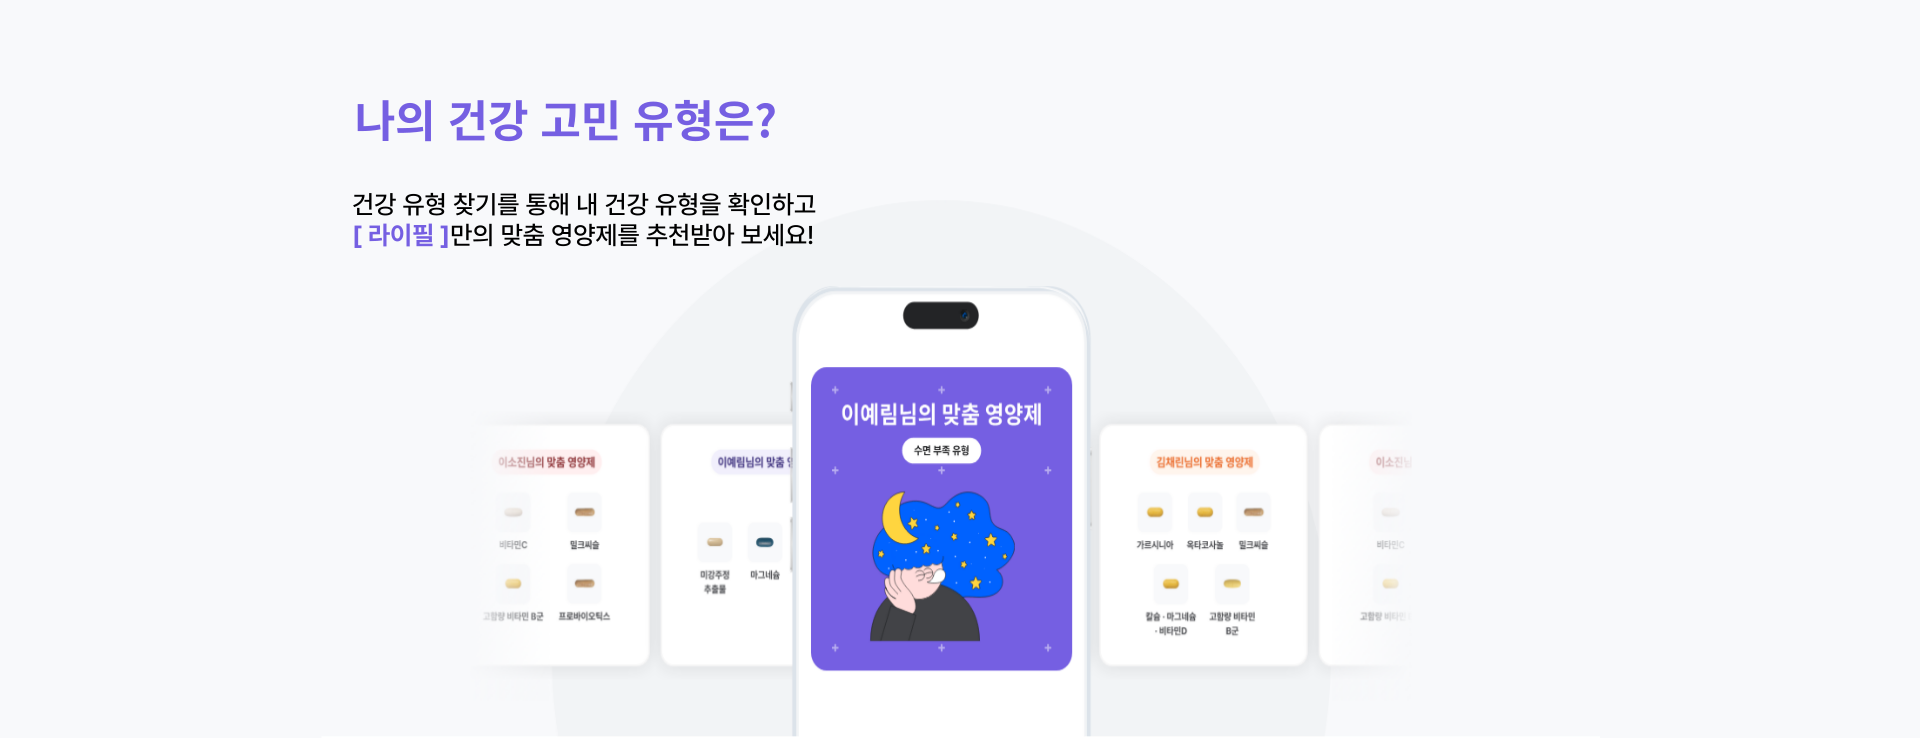 나의 건강 고민 유형은?
건강 유형 찾기를 통해 내 건강 유형을 확인하고
[ 라이필 ]만의 맞춤 영양제를 추천받아 보세요!
이소진님의 맞춤 영양제
비타민C
밀크씨슬
고함량 비타민 B군
프로바이오틱스
이예림님의 맞춤
미강주정
추출물
마그네슘
이예림님의 맞춤 영양제
수면 부족 유형
김채린님의 맞춤 영양제
가르시니아
옥타코사놀
밀크씨슬
칼슘 · 마그네슘
· 비타민D
고함량 비타민
B군
이소진님
비타민C
고함량 비타민